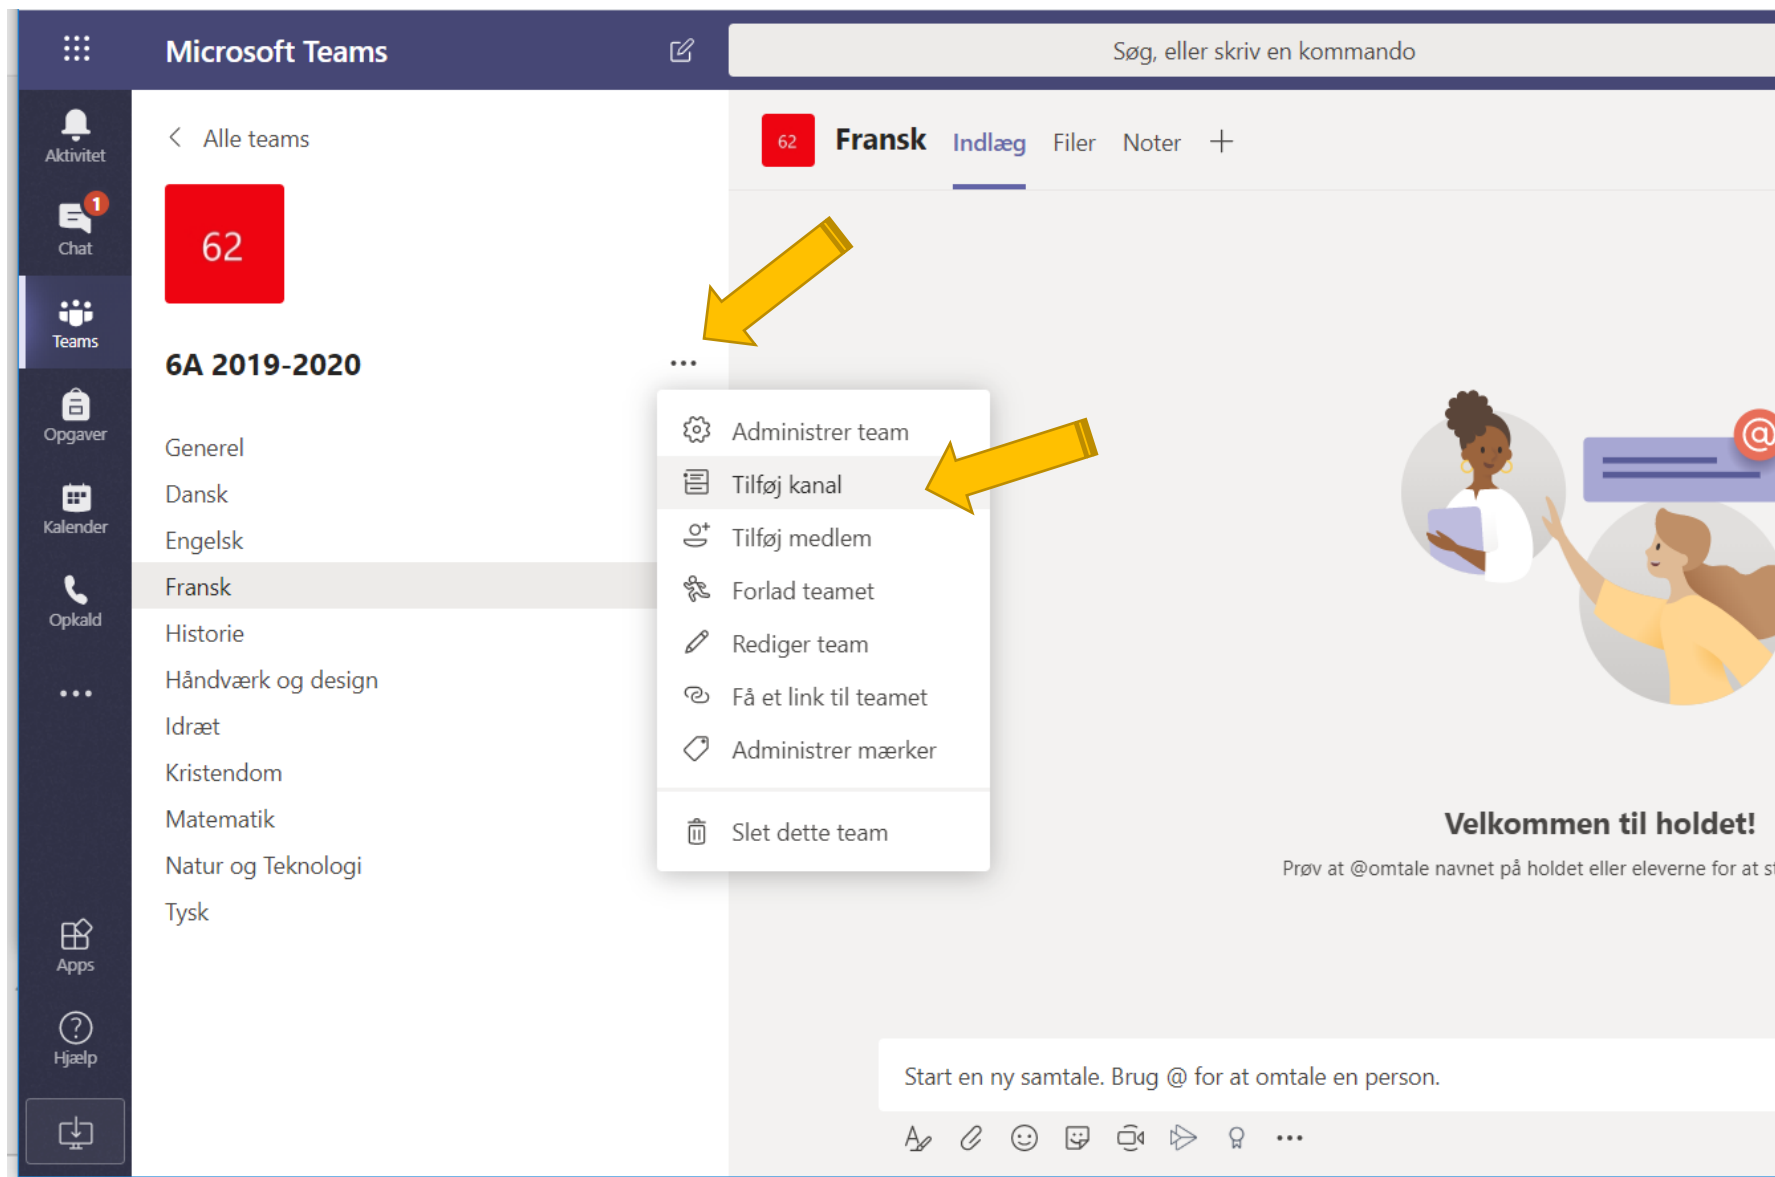 Microsoft Teams
Søg, eller skriv en kommando
Aktivitet
1
Chat
Teams
Opgaver
Kalender
Opkald
Apps
Hjælp
Alle teams
62
6A 2019-2020
Generel
Dansk
Engelsk
Fransk
Historie
Håndværk og design
Idræt
Kristendom
Matematik
Natur og Teknologi
Tysk
Administrer team
Tilføj kanal
Tilføj medlem
Forlad teamet
Rediger team
Få et link til teamet
Administrer mærker
Slet dette team
62 Fransk Indlæg Filer Noter
@
Velkommen til holdet!
Prøv at @omtale navnet på holdet eller eleverne for at st
Start en ny samtale. Brug @ for at omtale en person.